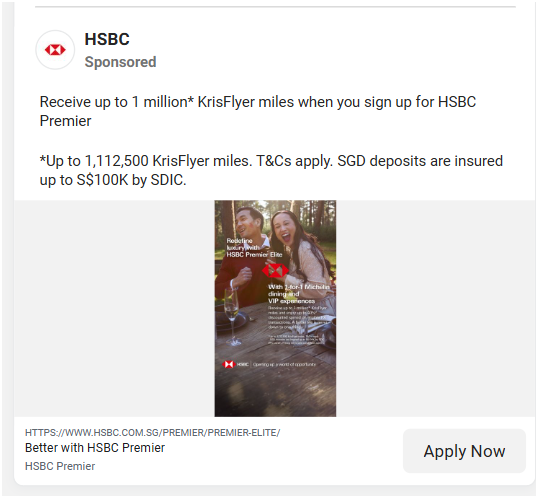 HSBC
Sponsored
Receive up to 1 million* KrisFlyer miles when you sign up for HSBC
Premier
*Up to 1,112,500 KrisFlyer miles. T&Cs apply. SGD deposits are insured
up to S$100K by SDIC.
Redefine
luxury with
HSBC Premier Elite
With 1-for-1 Michelin
dining and
VIP experiences
HSBC
Opening up a world of opportunity
HTTPS://WWW.HSBC.COM.SG/PREMIER/PREMIER-ELITE/
Better with HSBC Premier
HSBC Premier
Apply Now